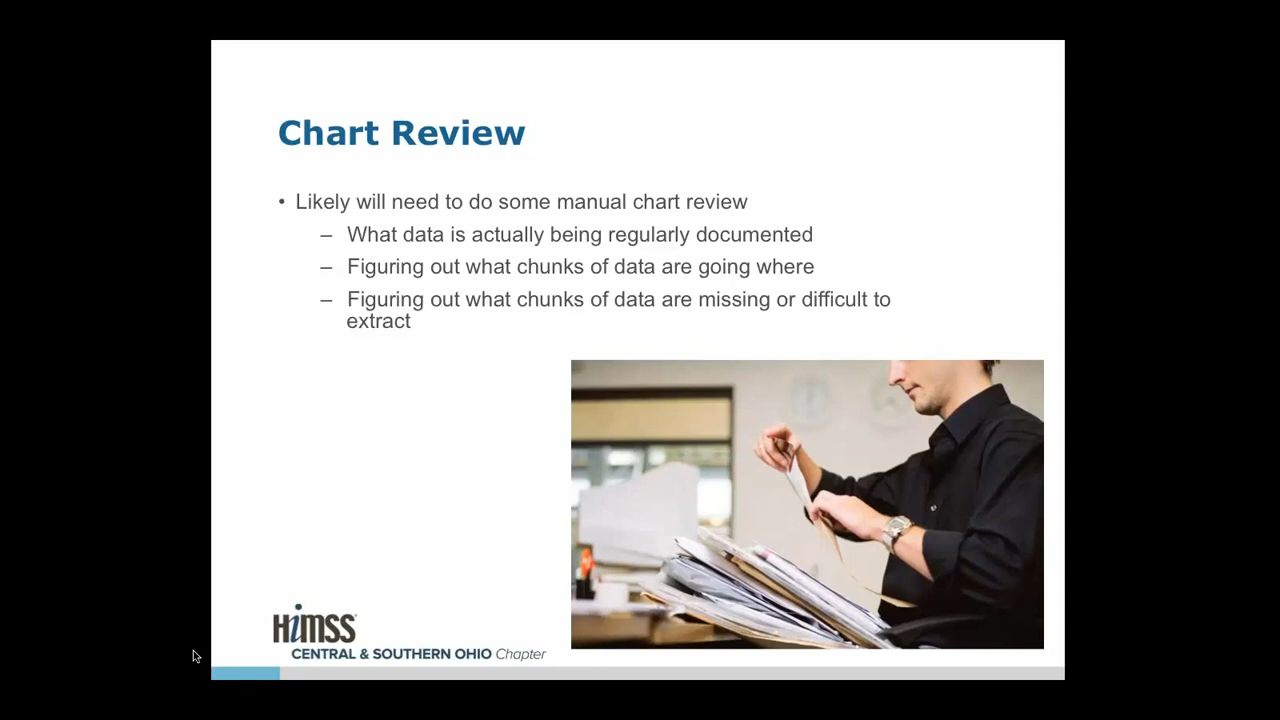 Chart Review
• Likely will need to do some manual chart review
– What data is actually being regularly documented
– Figuring out what chunks of data are going where
– Figuring out what chunks of data are missing or difficult to
extract
HiMSS
CENTRAL & SOUTHERN OHIO Chapter